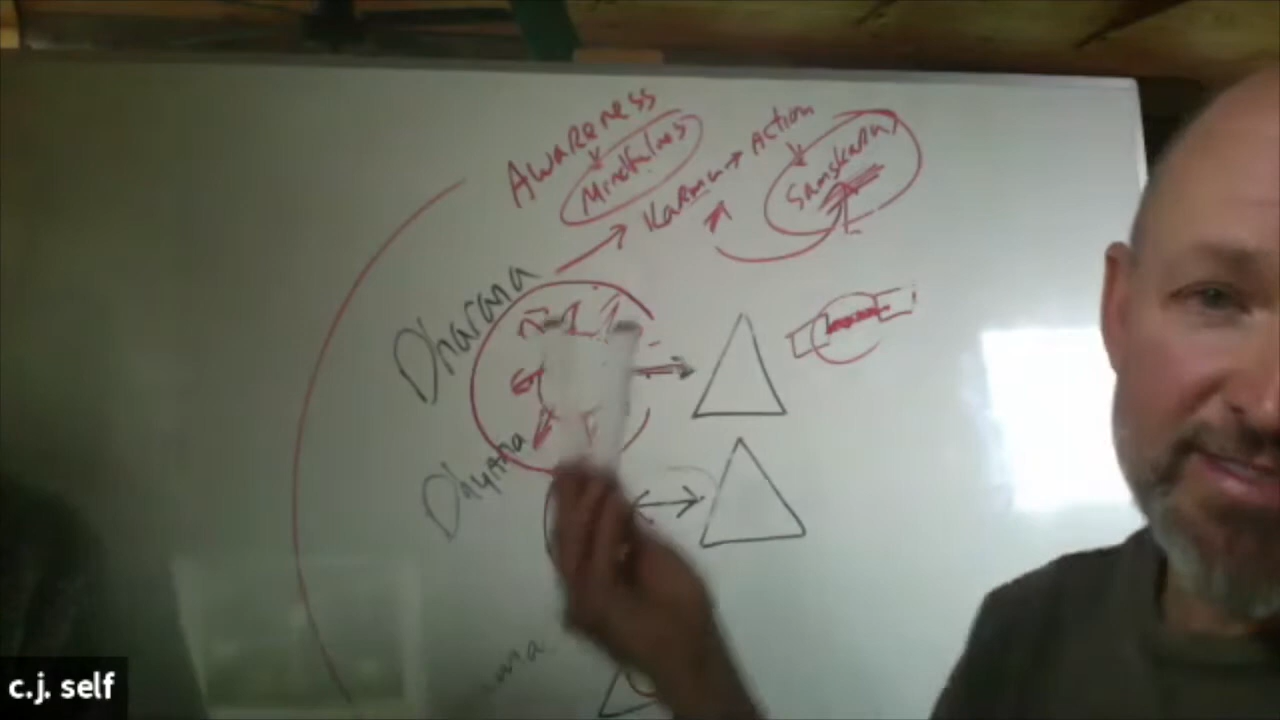 Awareness
Mindfulness
Karma → Action
Samskara
Dharana
Dhyana
c.j. self